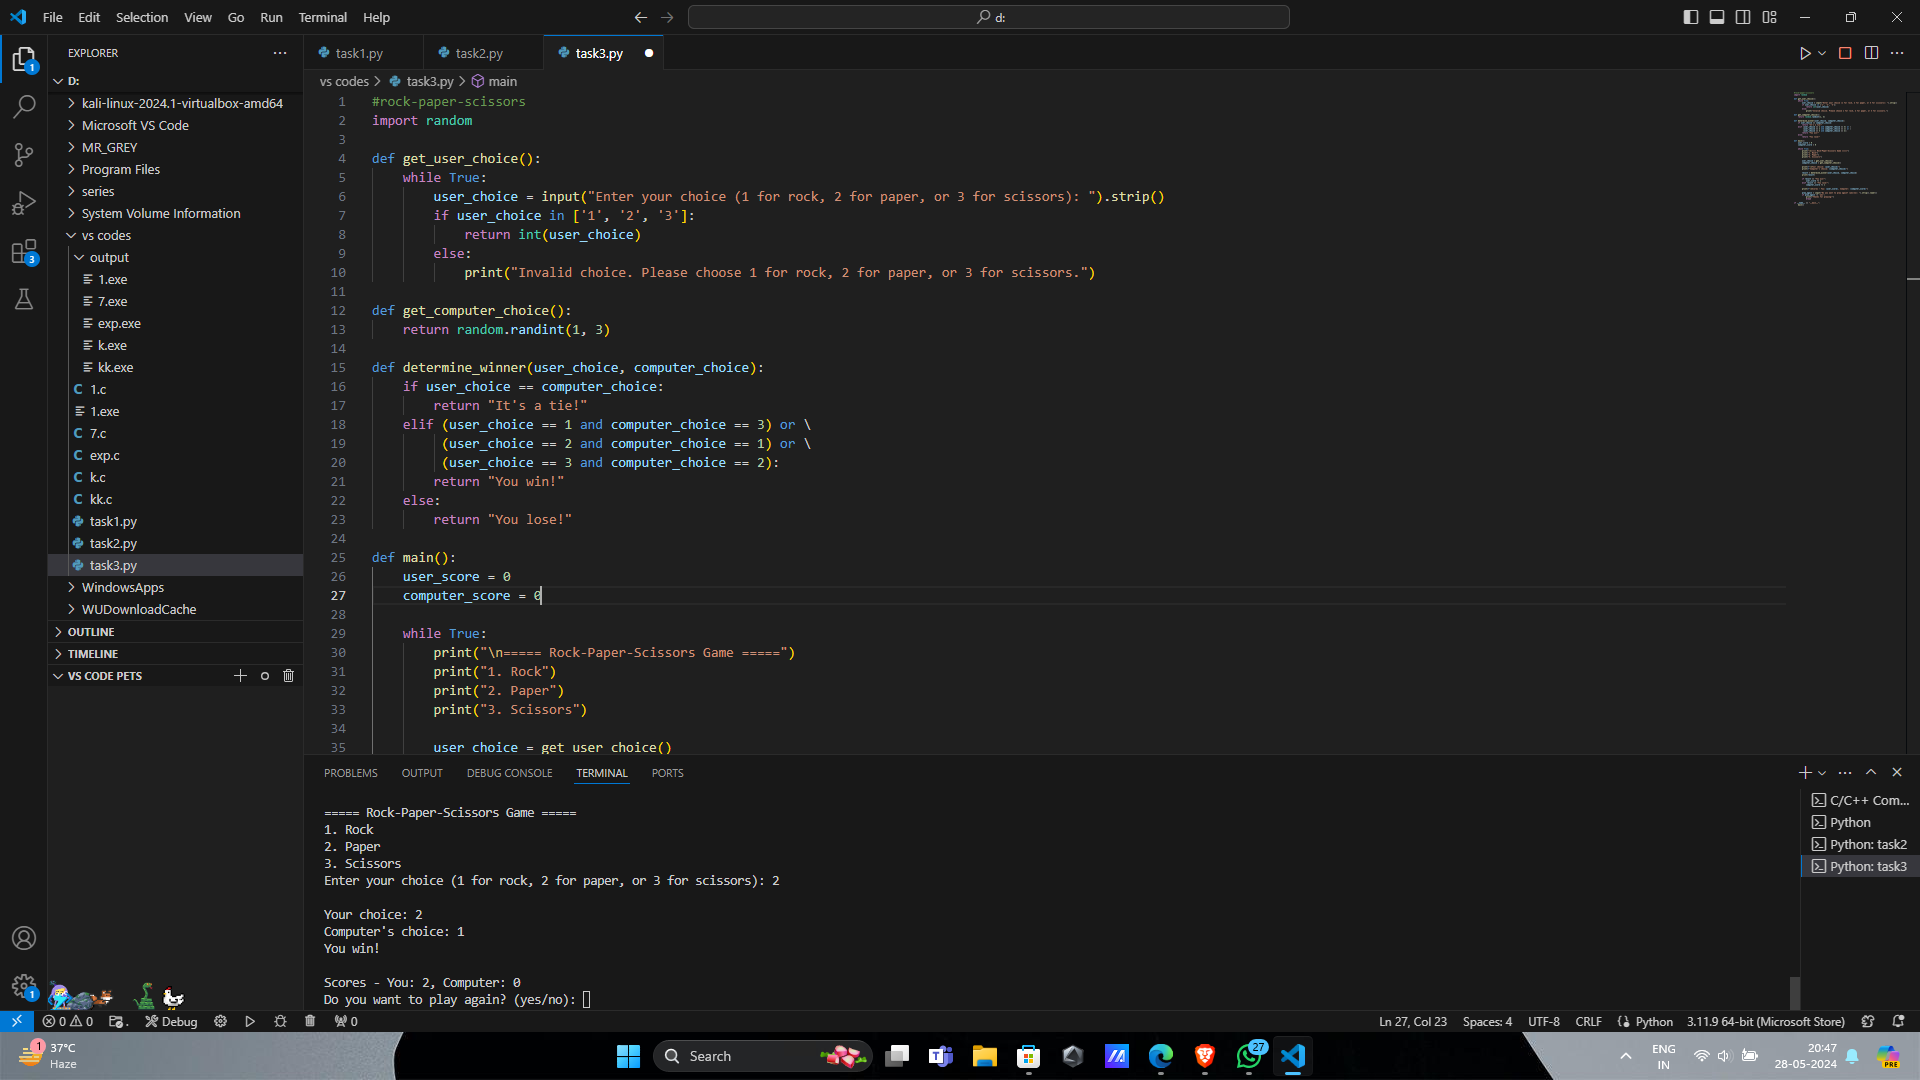 File Edit Selection View Go Run Terminal Help
d:
EXPLORER
D:
kali-linux-2024.1-virtualbox-amd64
Microsoft VS Code
MR_GREY
Program Files
series
System Volume Information
vs codes
output
1.exe
7.exe
exp.exe
k.exe
kk.exe
1.c
1.exe
7.c
exp.c
k.c
kk.c
task1.py
task2.py
task3.py
WindowsApps
WUDownloadCache
OUTLINE
TIMELINE
VS CODE PETS
1
3
1
task1.py task2.py task3.py
vs codes > task3.py > main
1 #rock-paper-scissors
2 import random
3
4 def get_user_choice():
5 while True:
6 user_choice = input("Enter your choice (1 for rock, 2 for paper, or 3 for scissors): ").strip()
7 if user_choice in ['1', '2', '3']:
8 return int(user_choice)
9 else:
10 print("Invalid choice. Please choose 1 for rock, 2 for paper, or 3 for scissors.")
11
12 def get_computer_choice():
13 return random.randint(1, 3)
14
15 def determine_winner(user_choice, computer_choice):
16 if user_choice == computer_choice:
17 return "It's a tie!"
18 elif (user_choice == 1 and computer_choice == 3) or \
19 (user_choice == 2 and computer_choice == 1) or \
20 (user_choice == 3 and computer_choice == 2):
21 return "You win!"
22 else:
23 return "You lose!"
24
25 def main():
26 user_score = 0
27 computer_score = 0
28
29 while True:
30 print("\n===== Rock-Paper-Scissors Game =====")
31 print("1. Rock")
32 print("2. Paper")
33 print("3. Scissors")
34
35 user_choice = get_user_choice()
PROBLEMS OUTPUT DEBUG CONSOLE TERMINAL PORTS
===== Rock-Paper-Scissors Game =====
1. Rock
2. Paper
3. Scissors
Enter your choice (1 for rock, 2 for paper, or 3 for scissors): 2
Your choice: 2
Computer's choice: 1
You win!
Scores - You: 2, Computer: 0
Do you want to play again? (yes/no):
C/C++ Com...
Python
Python: task2
Python: task3
0 0 Debug 0
Ln 27, Col 23 Spaces: 4 UTF-8 CRLF Python 3.11.9 64-bit (Microsoft Store)
1
37°C
Haze
Search
27
ENG
IN
20:47
28-05-2024
PRE